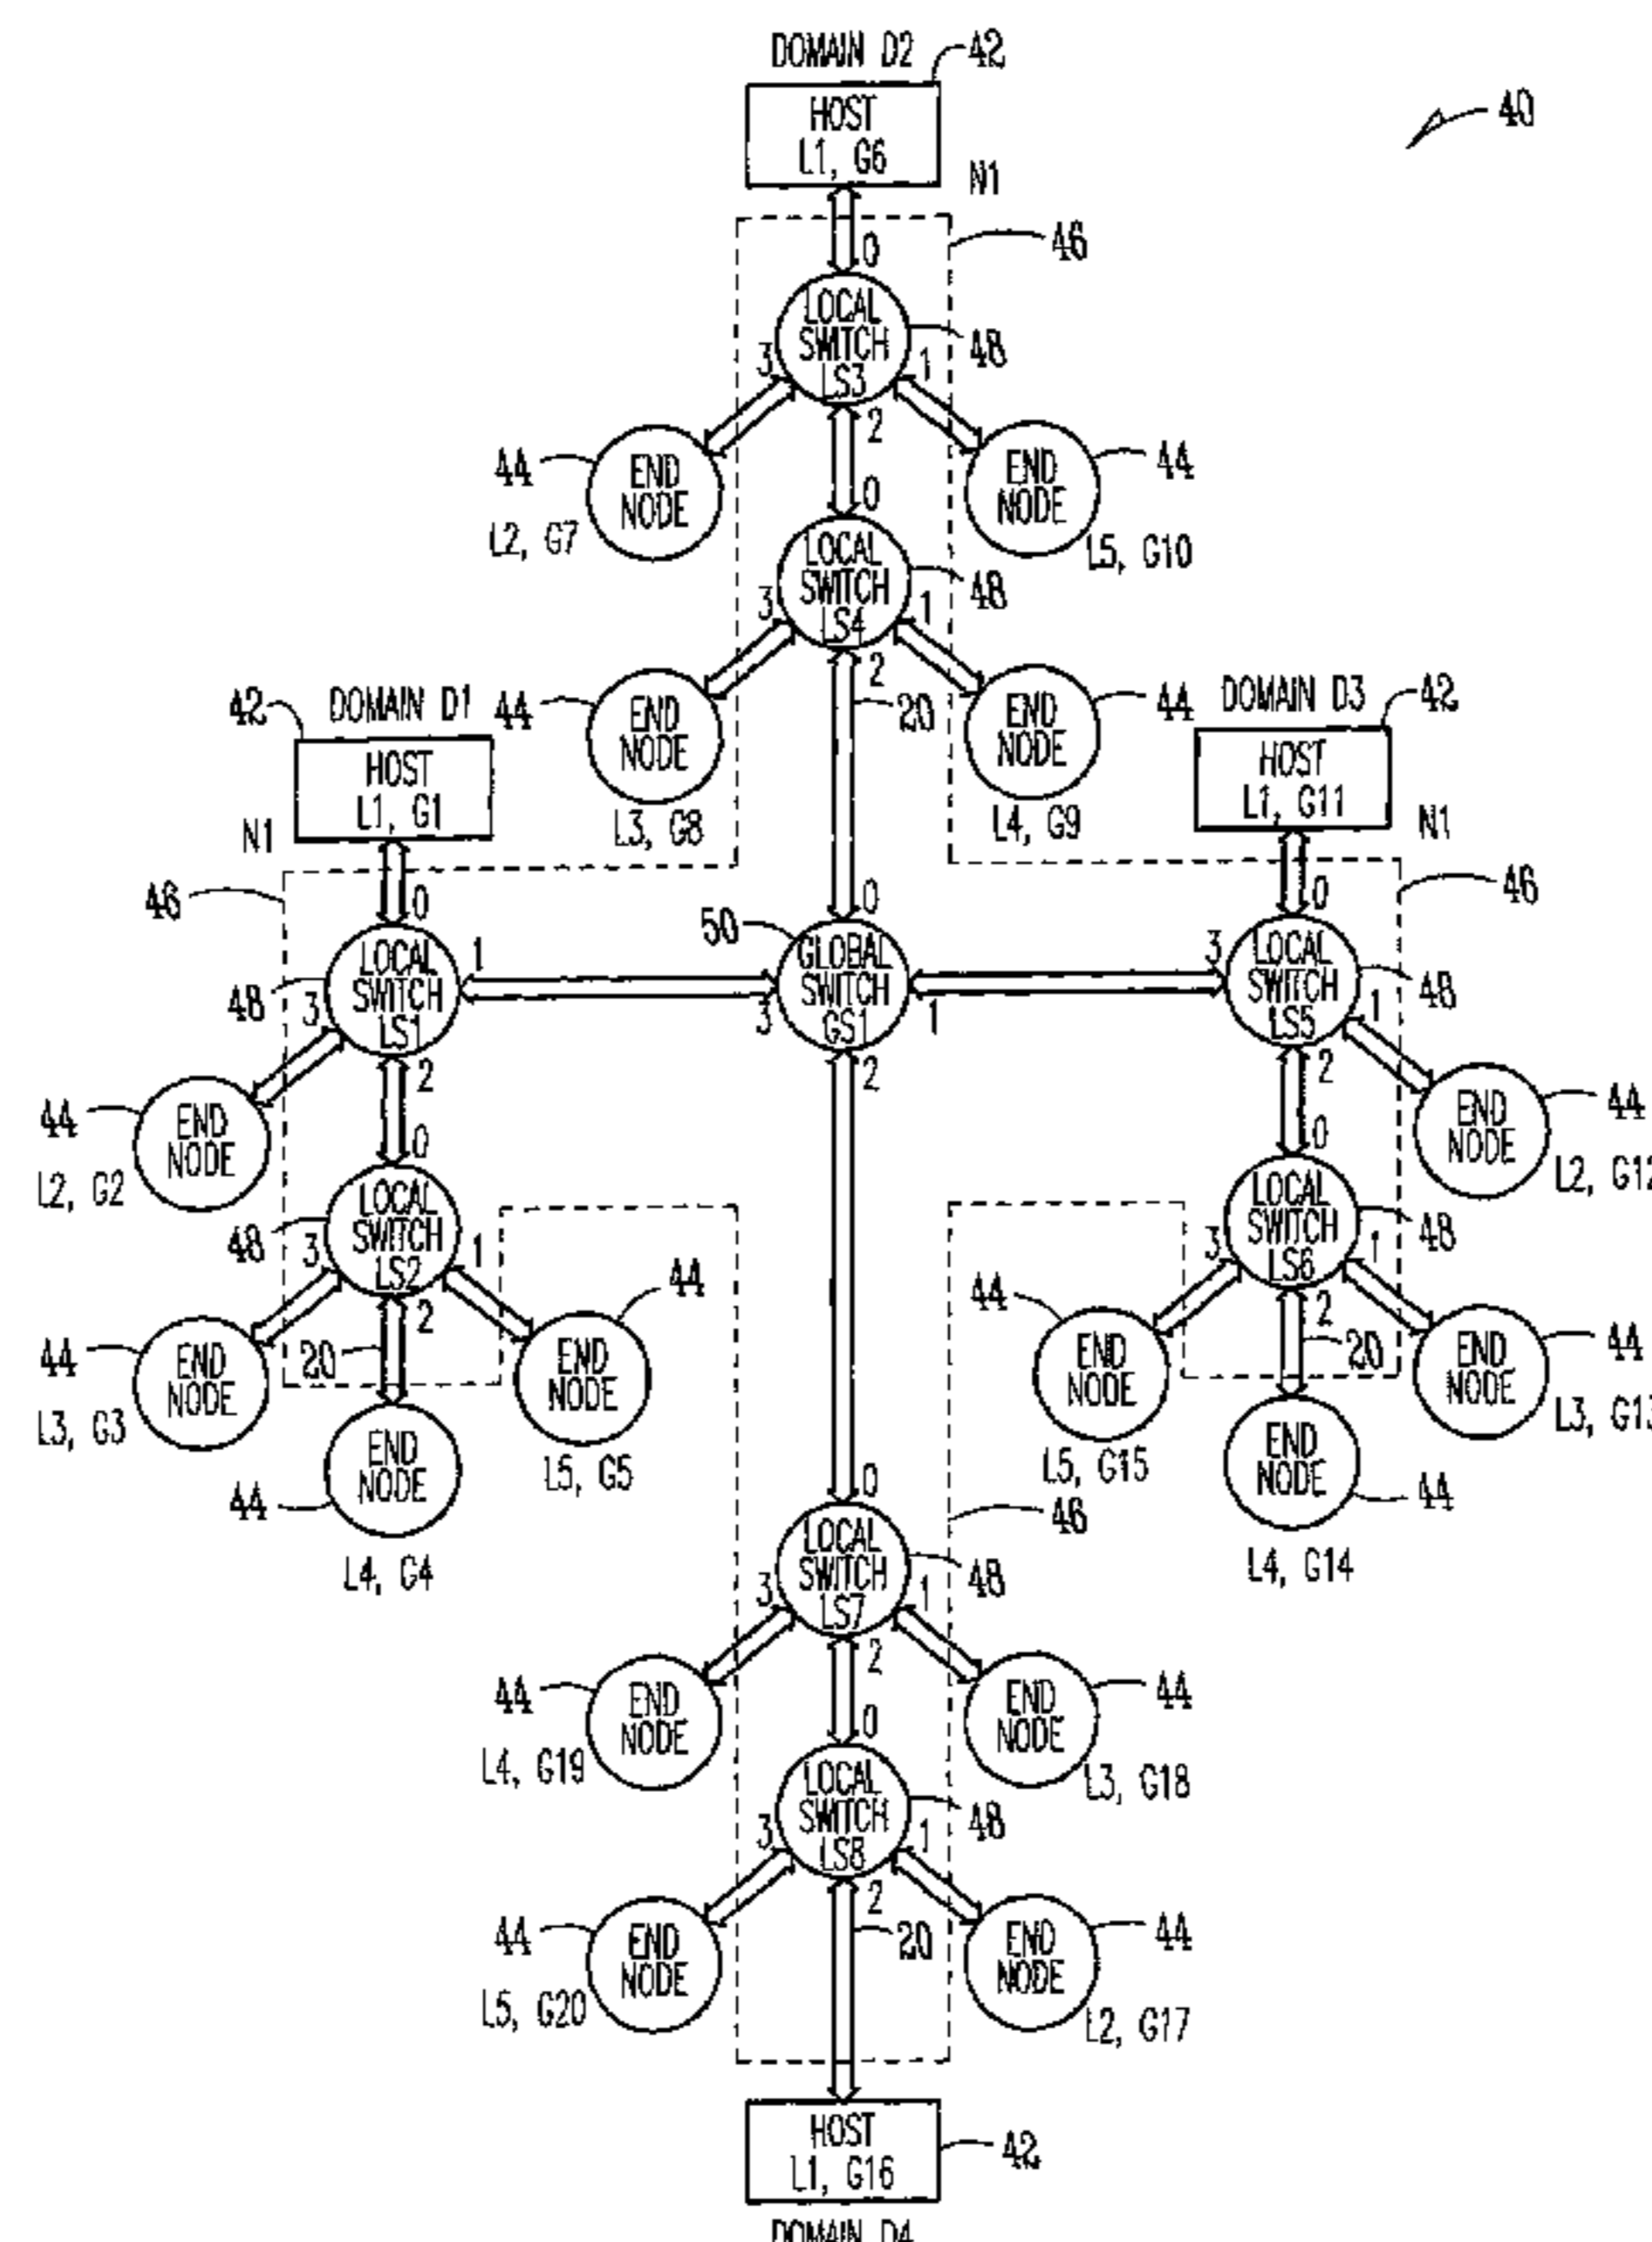 DOMAIN D2
42
HOST
L1, G6
40
N1
0
46
LOCAL
SWITCH
LS3
48
3
1
2
44
END
NODE
L2, G7
44
END
NODE
L5, G10
0
LOCAL
SWITCH
LS4
48
3
1
2
20
44
END
NODE
L3, G8
44
END
NODE
L4, G9
42
DOMAIN D1
HOST
L1, G1
N1
46
0
DOMAIN D3
42
HOST
L1, G11
N1
0
46
50
0
GLOBAL
SWITCH
GS1
3
1
2
LOCAL
SWITCH
LS1
48
1
3
2
44
END
NODE
L2, G2
0
LOCAL
SWITCH
LS2
48
3
1
2
20
44
END
NODE
L3, G3
44
END
NODE
L5, G5
END
NODE
44
L4, G4
3
LOCAL
SWITCH
LS5
48
1
2
44
END
NODE
L2, G12
0
LOCAL
SWITCH
LS6
48
3
1
2
20
44
END
NODE
L5, G15
44
END
NODE
L3, G13
END
NODE
44
L4, G14
0
46
LOCAL
SWITCH
LS7
48
3
1
2
44
END
NODE
L4, G19
44
END
NODE
L3, G18
0
LOCAL
SWITCH
LS8
48
3
1
2
20
44
END
NODE
L5, G20
44
END
NODE
L2, G17
HOST
L1, G16
42
DOMAIN D4